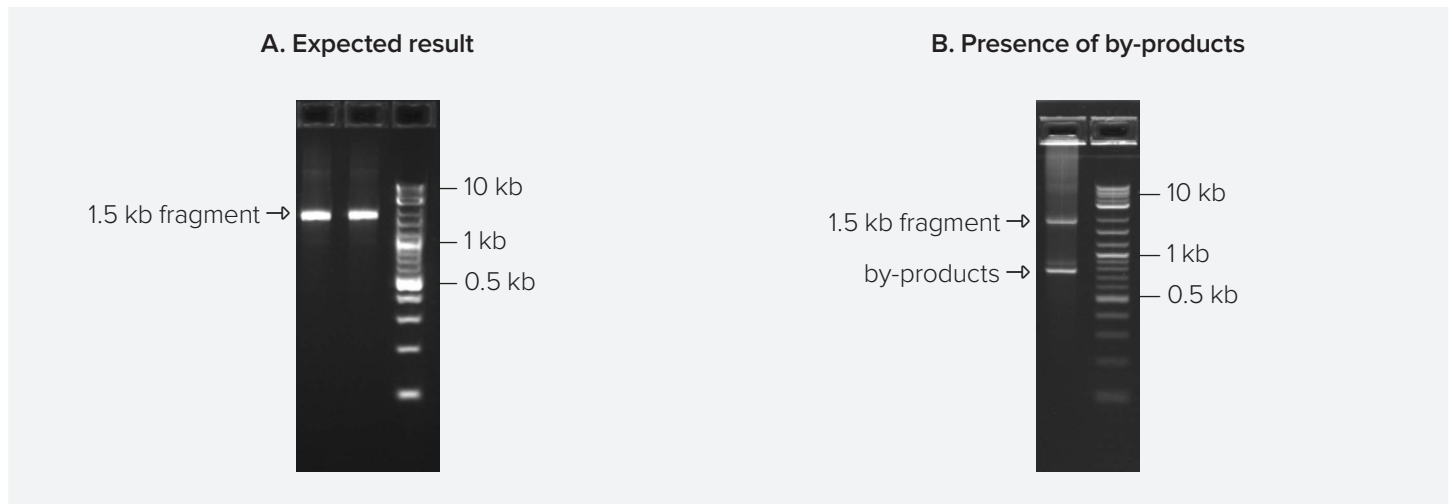 A. Expected result
1.5 kb fragment
10 kb
1 kb
0.5 kb
B. Presence of by-products
1.5 kb fragment
by-products
10 kb
1 kb
0.5 kb